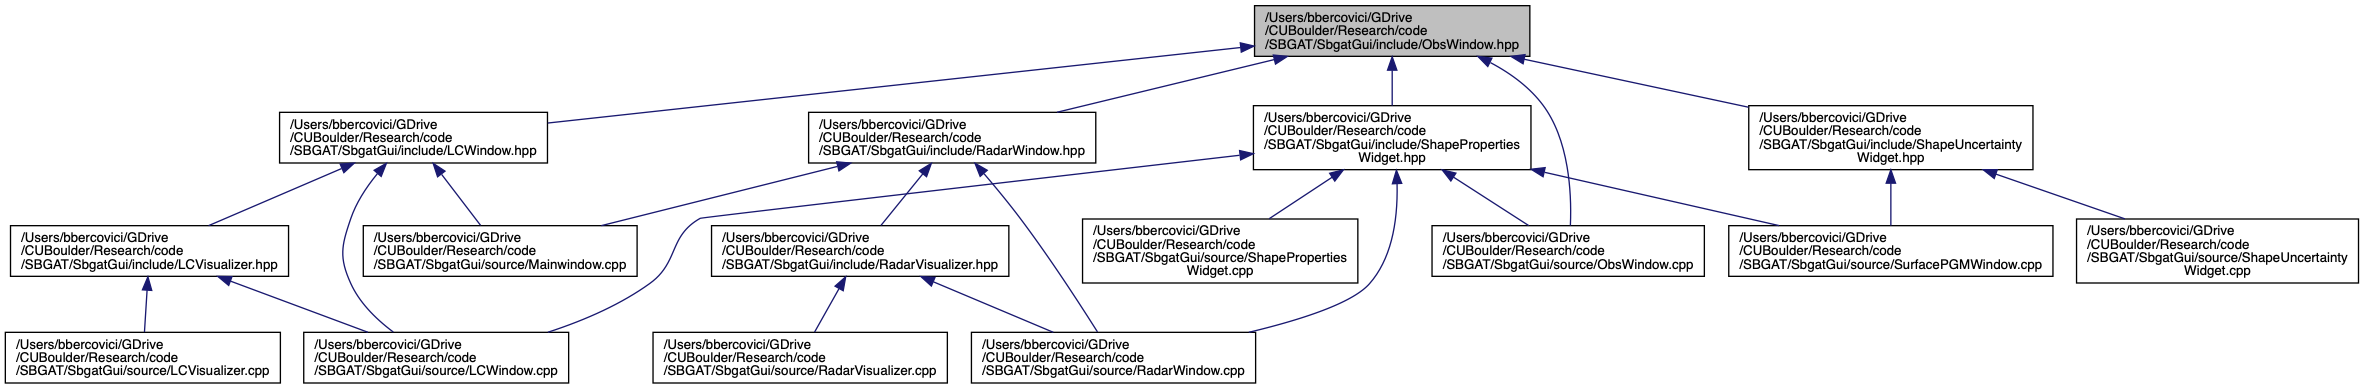 /Users/bbercovici/GDrive
/CUBoulder/Research/code
/SBGAT/SbgatGui/include/ObsWindow.hpp
/Users/bbercovici/GDrive
/CUBoulder/Research/code
/SBGAT/SbgatGui/include/LCWindow.hpp
/Users/bbercovici/GDrive
/CUBoulder/Research/code
/SBGAT/SbgatGui/include/RadarWindow.hpp
/Users/bbercovici/GDrive
/CUBoulder/Research/code
/SBGAT/SbgatGui/include/ShapeProperties
Widget.hpp
/Users/bbercovici/GDrive
/CUBoulder/Research/code
/SBGAT/SbgatGui/include/ShapeUncertainty
Widget.hpp
/Users/bbercovici/GDrive
/CUBoulder/Research/code
/SBGAT/SbgatGui/include/LCVisualizer.hpp
/Users/bbercovici/GDrive
/CUBoulder/Research/code
/SBGAT/SbgatGui/source/Mainwindow.cpp
/Users/bbercovici/GDrive
/CUBoulder/Research/code
/SBGAT/SbgatGui/include/RadarVisualizer.hpp
/Users/bbercovici/GDrive
/CUBoulder/Research/code
/SBGAT/SbgatGui/source/ShapeProperties
Widget.cpp
/Users/bbercovici/GDrive
/CUBoulder/Research/code
/SBGAT/SbgatGui/source/ObsWindow.cpp
/Users/bbercovici/GDrive
/CUBoulder/Research/code
/SBGAT/SbgatGui/source/SurfacePGMWindow.cpp
/Users/bbercovici/GDrive
/CUBoulder/Research/code
/SBGAT/SbgatGui/source/ShapeUncertainty
Widget.cpp
/Users/bbercovici/GDrive
/CUBoulder/Research/code
/SBGAT/SbgatGui/source/LCVisualizer.cpp
/Users/bbercovici/GDrive
/CUBoulder/Research/code
/SBGAT/SbgatGui/source/LCWindow.cpp
/Users/bbercovici/GDrive
/CUBoulder/Research/code
/SBGAT/SbgatGui/source/RadarVisualizer.cpp
/Users/bbercovici/GDrive
/CUBoulder/Research/code
/SBGAT/SbgatGui/source/RadarWindow.cpp